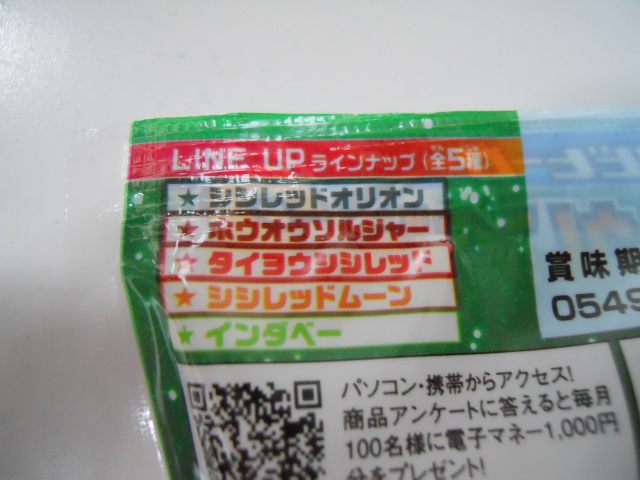 LINE UP ラインナップ(全5種)
★シシレッドオリオン
★ホウオウソルジャー
★タイヨウシシレッド
★シシレッドムーン
★インダベー
賞味期
0549
パソコン・携帯からアクセス!
商品アンケートに答えると毎月
100名様に電子マネー1,000円
分をプレゼント!